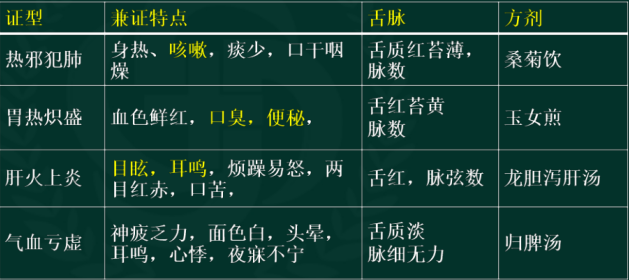 证型 兼证特点 舌脉 方剂
热邪犯肺 身热、咳嗽，痰少，口干咽燥 舌质红苔薄，脉数 桑菊饮
胃热炽盛 血色鲜红，口臭，便秘， 舌红苔黄 脉数 玉女煎
肝火上炎 目眩，耳鸣，烦躁易怒，两目红赤，口苦， 舌红，脉弦数 龙胆泻肝汤
气血亏虚 神疲乏力，面色白，头晕，耳鸣，心悸，夜寐不宁 舌质淡 脉细无力 归脾汤